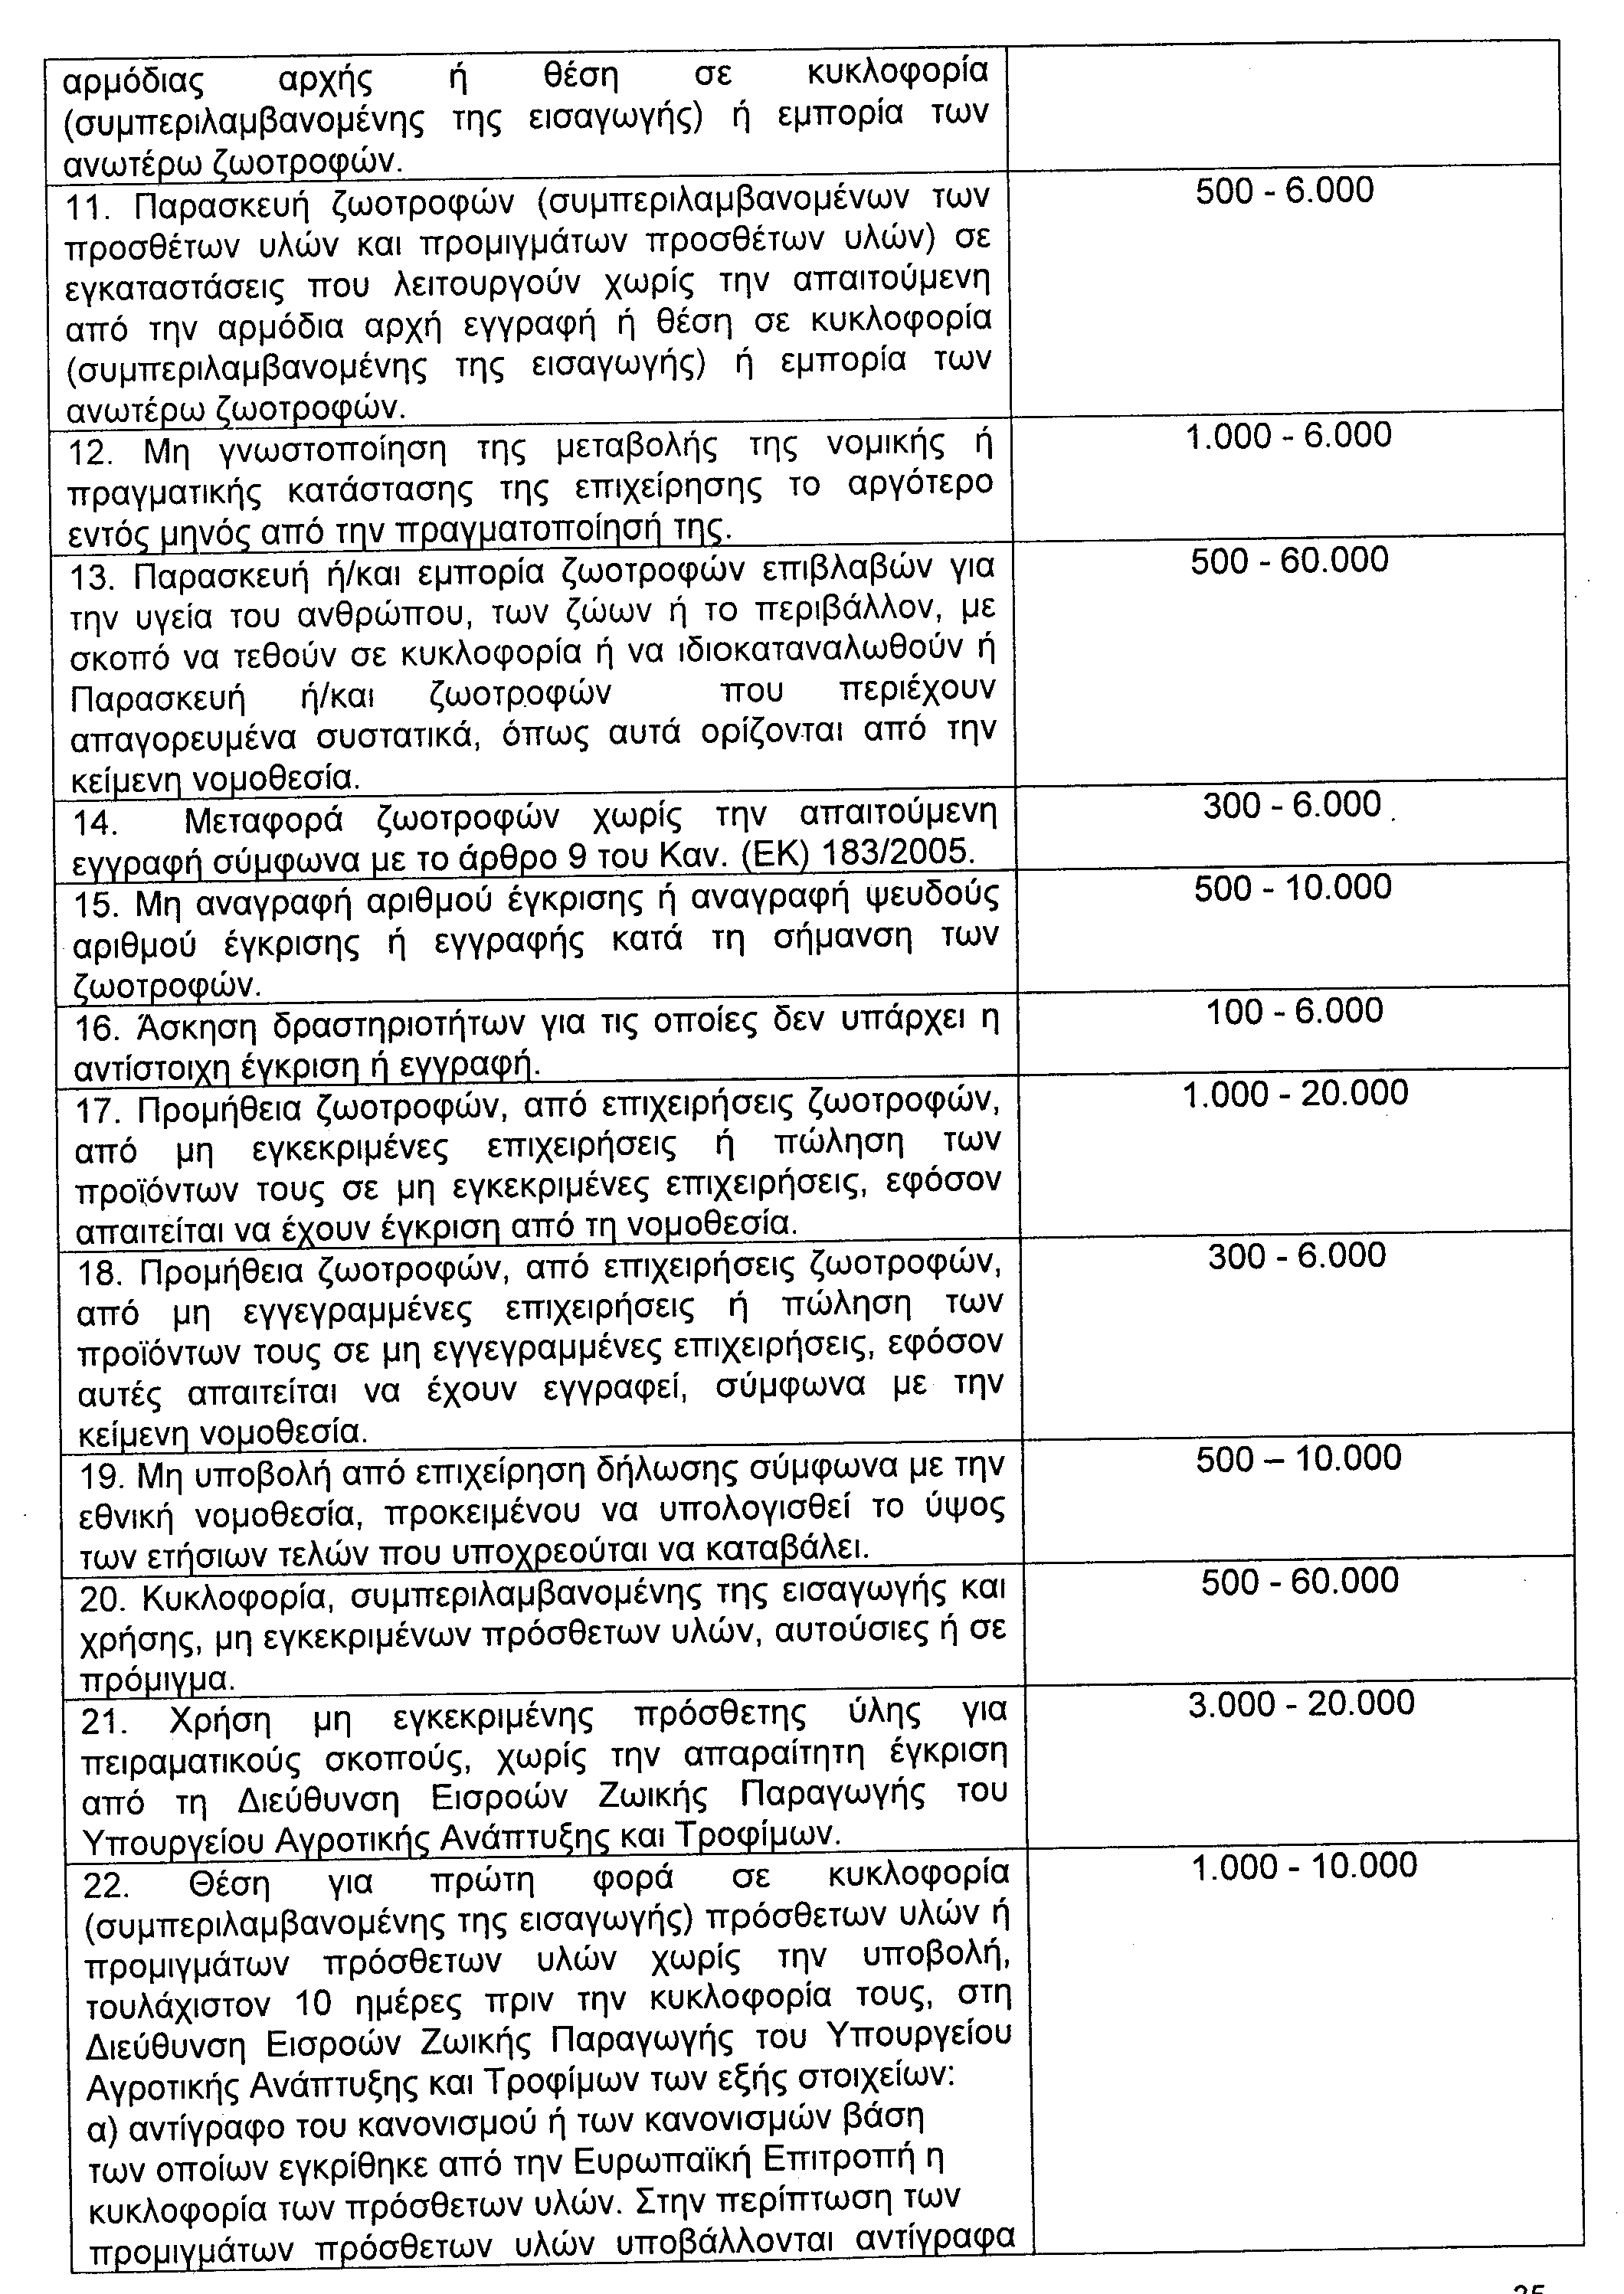 αρμόδιας αρχής ή θέση σε κυκλοφορία
(συμπεριλαμβανομένης της εισαγωγής) ή εμπορία των
ανωτέρω ζωοτροφών.
11. Παρασκευή ζωοτροφών (συμπεριλαμβανομένων των
προσθέτων υλών και προμιγμάτων προσθέτων υλών) σε
εγκαταστάσεις που λειτουργούν χωρίς την απαιτούμενη
από την αρμόδια αρχή εγγραφή ή θέση σε κυκλοφορία
(συμπεριλαμβανομένης της εισαγωγής) ή εμπορία των
ανωτέρω ζωοτροφών.
500 - 6.000
12. Μη γνωστοποίηση της μεταβολής της νομικής ή
πραγματικής κατάστασης της επιχείρησης το αργότερο
εντός μηνός από την πραγματοποίησή της.
1.000 - 6.000
13. Παρασκευή ή/και εμπορία ζωοτροφών επιβλαβών για
την υγεία του ανθρώπου, των ζώων ή το περιβάλλον, με
σκοπό να τεθούν σε κυκλοφορία ή να ιδιοκαταναλωθούν ή
Παρασκευή ή/και ζωοτροφών που περιέχουν
απαγορευμένα συστατικά, όπως αυτά ορίζονται από την
κείμενη νομοθεσία.
500 - 60.000
14. Μεταφορά ζωοτροφών χωρίς την απαιτούμενη
εγγραφή σύμφωνα με το άρθρο 9 του Καν. (ΕΚ) 183/2005.
300 - 6.000
15. Μη αναγραφή αριθμού έγκρισης ή αναγραφή ψευδούς
αριθμού έγκρισης ή εγγραφής κατά τη σήμανση των
ζωοτροφών.
500 - 10.000
16. Άσκηση δραστηριοτήτων για τις οποίες δεν υπάρχει η
αντίστοιχη έγκριση ή εγγραφή.
100 - 6.000
17. Προμήθεια ζωοτροφών, από επιχειρήσεις ζωοτροφών,
από μη εγκεκριμένες επιχειρήσεις ή πώληση των
προϊόντων τους σε μη εγκεκριμένες επιχειρήσεις, εφόσον
απαιτείται να έχουν έγκριση από τη νομοθεσία.
1.000 - 20.000
18. Προμήθεια ζωοτροφών, από επιχειρήσεις ζωοτροφών,
από μη εγγεγραμμένες επιχειρήσεις ή πώληση των
προϊόντων τους σε μη εγγεγραμμένες επιχειρήσεις, εφόσον
αυτές απαιτείται να έχουν εγγραφεί, σύμφωνα με την
κείμενη νομοθεσία.
300 - 6.000
19. Μη υποβολή από επιχείρηση δήλωσης σύμφωνα με την
εθνική νομοθεσία, προκειμένου να υπολογισθεί το ύψος
των ετήσιων τελών που υποχρεούται να καταβάλει.
500 – 10.000
20. Κυκλοφορία, συμπεριλαμβανομένης της εισαγωγής και
χρήσης, μη εγκεκριμένων πρόσθετων υλών, αυτούσιες ή σε
πρόμιγμα.
500 - 60.000
21. Χρήση μη εγκεκριμένης πρόσθετης ύλης για
πειραματικούς σκοπούς, χωρίς την απαραίτητη έγκριση
από τη Διεύθυνση Εισροών Ζωικής Παραγωγής του
Υπουργείου Αγροτικής Ανάπτυξης και Τροφίμων.
3.000 - 20.000
22. Θέση για πρώτη φορά σε κυκλοφορία
(συμπεριλαμβανομένης της εισαγωγής) πρόσθετων υλών ή
προμιγμάτων πρόσθετων υλών χωρίς την υποβολή,
τουλάχιστον 10 ημέρες πριν την κυκλοφορία τους, στη
Διεύθυνση Εισροών Ζωικής Παραγωγής του Υπουργείου
Αγροτικής Ανάπτυξης και Τροφίμων των εξής στοιχείων:
α) αντίγραφο του κανονισμού ή των κανονισμών βάση
των οποίων εγκρίθηκε από την Ευρωπαϊκή Επιτροπή η
κυκλοφορία των πρόσθετων υλών. Στην περίπτωση των
προμιγμάτων πρόσθετων υλών υποβάλλονται αντίγραφα
1.000 - 10.000